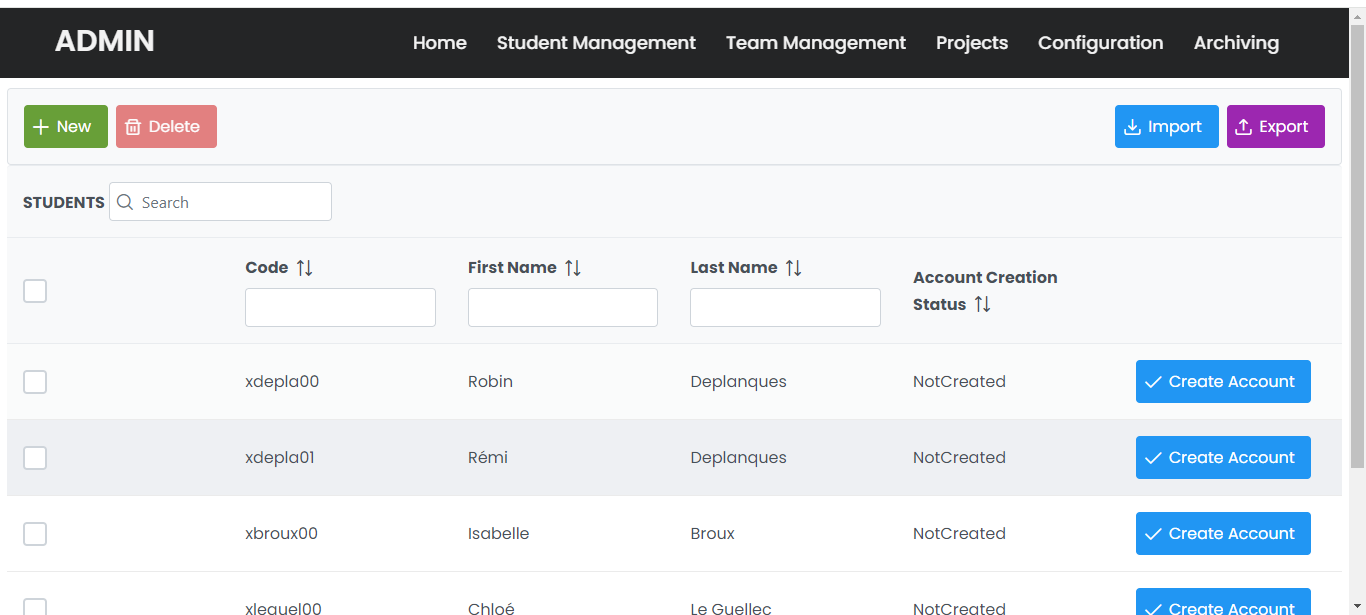 ADMIN Home Student Management Team Management Projects Configuration Archiving
New Delete Import Export
STUDENTS Search
Code First Name Last Name Account Creation Status
xdepla00 Robin Deplanques NotCreated Create Account
xdepla01 Rémi Deplanques NotCreated Create Account
xbroux00 Isabelle Broux NotCreated Create Account
xleguel00 Chloé Le Guellec NotCreated Create Account